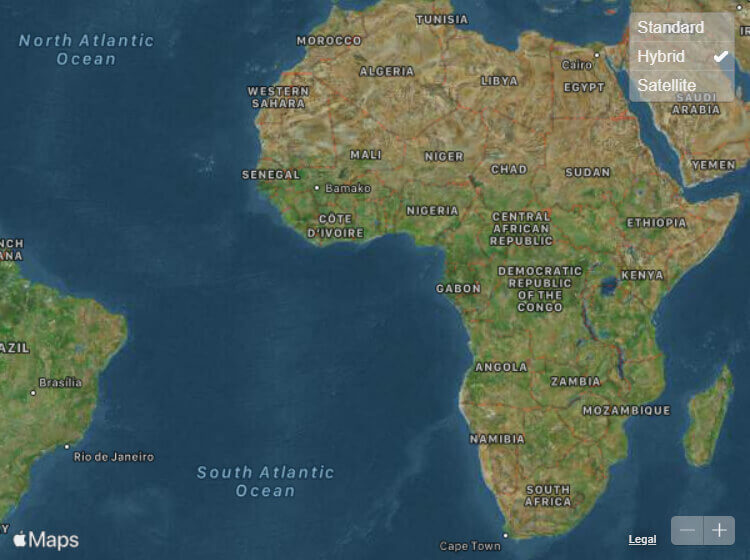 TUNISIA
North Atlantic
Ocean
MOROCCO
ALGERIA
LIBYA
Cairo
EGYPT
WESTERN
SAHARA
Standard
Hybrid
Satellite
SAUDI
ARABIA
MALI
NIGER
CHAD
SUDAN
YEMEN
SENEGAL
Bamako
NIGERIA
CÔTE
D'IVOIRE
CENTRAL
AFRICAN
REPUBLIC
ETHIOPIA
NCH
ANA
GABON
DEMOCRATIC
REPUBLIC
OF THE
CONGO
KENYA
AZIL
Brasília
ANGOLA
ZAMBIA
MOZAMBIQUE
Rio de Janeiro
NAMIBIA
South Atlantic
Ocean
SOUTH
AFRICA
Y
Maps
Cape Town
Legal
− +